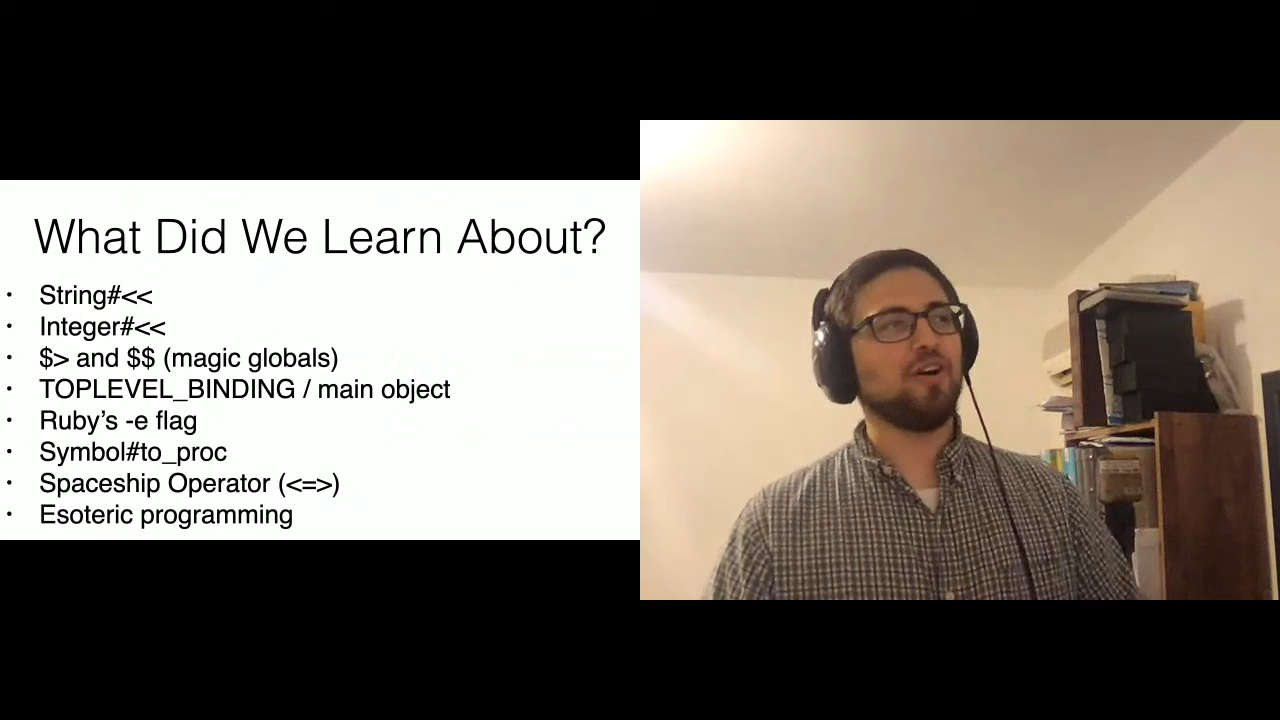 What Did We Learn About?
• String#<<
• Integer#<<
• $> and $$ (magic globals)
• TOPLEVEL_BINDING / main object
• Ruby’s -e flag
• Symbol#to_proc
• Spaceship Operator (<=>)
• Esoteric programming